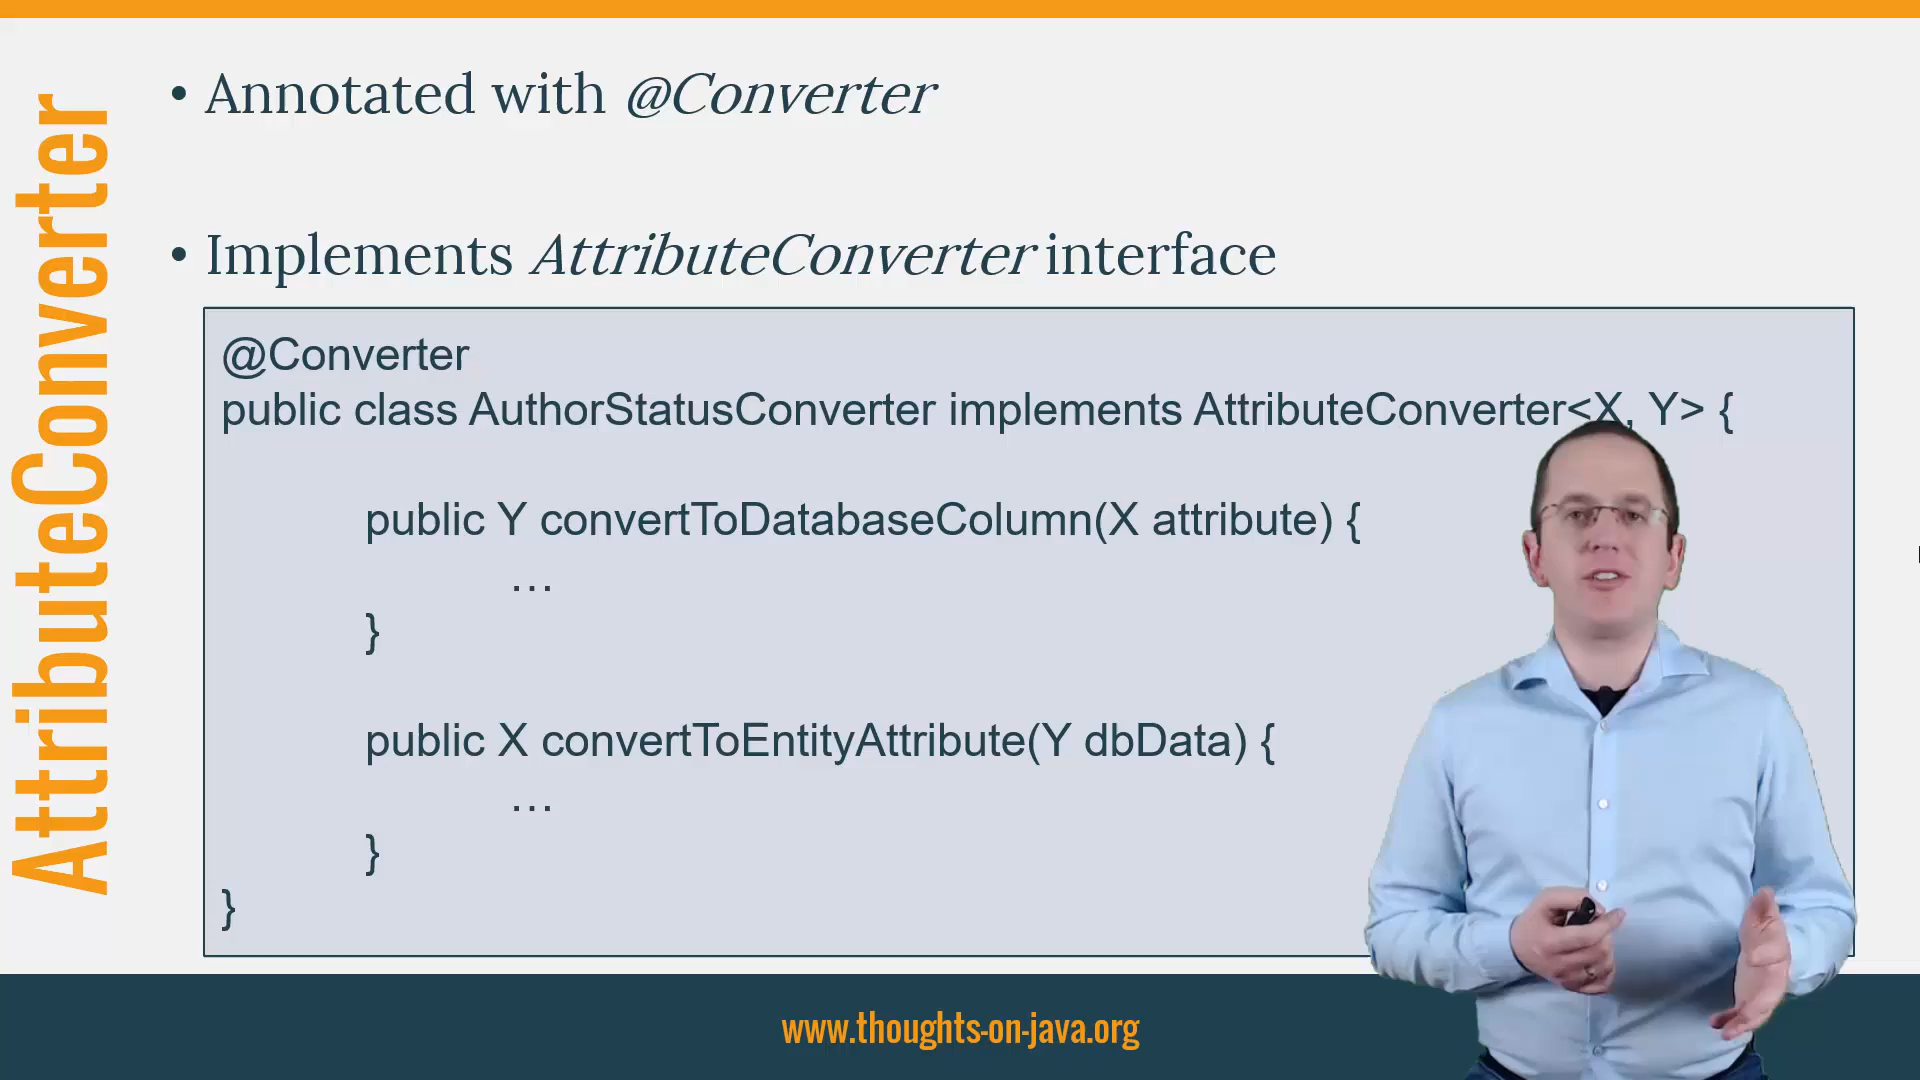 AttributeConverter
• Annotated with @Converter
• Implements AttributeConverter interface
@Converter
public class AuthorStatusConverter implements AttributeConverter<X, Y> {
public Y convertToDatabaseColumn(X attribute) {
…
}
public X convertToEntityAttribute(Y dbData) {
…
}
}
www.thoughts-on-java.org